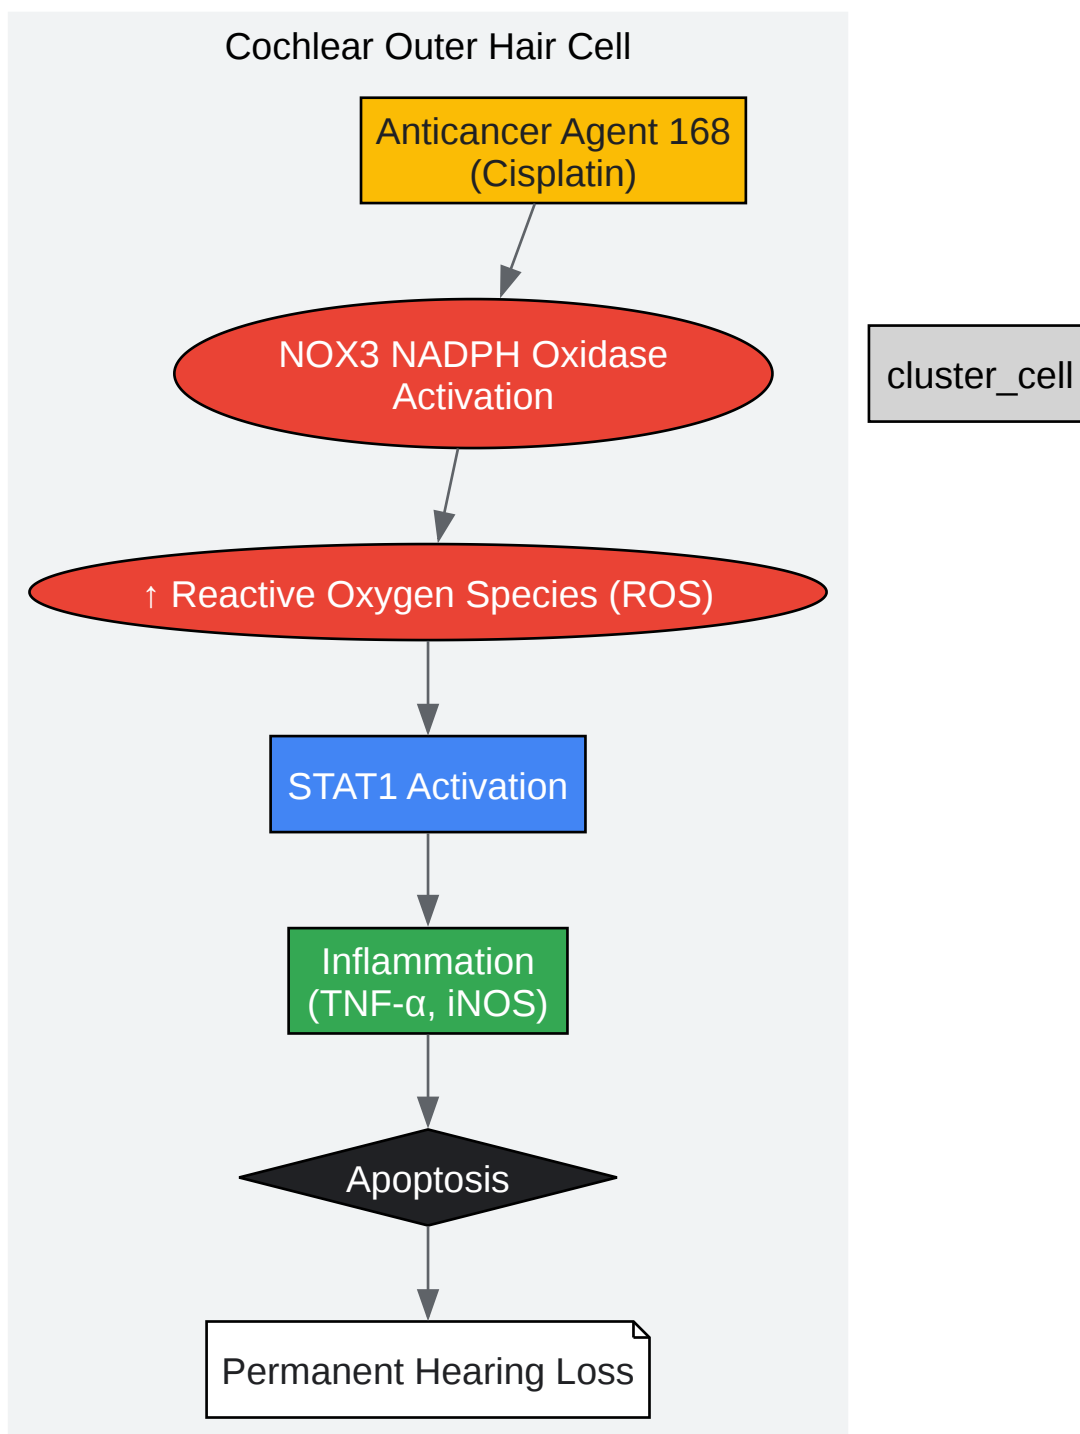 Cochlear Outer Hair Cell
Anticancer Agent 168
(Cisplatin)
NOX3 NADPH Oxidase
Activation
cluster_cell
↑ Reactive Oxygen Species (ROS)
STAT1 Activation
Inflammation
(TNF-α, iNOS)
Apoptosis
Permanent Hearing Loss